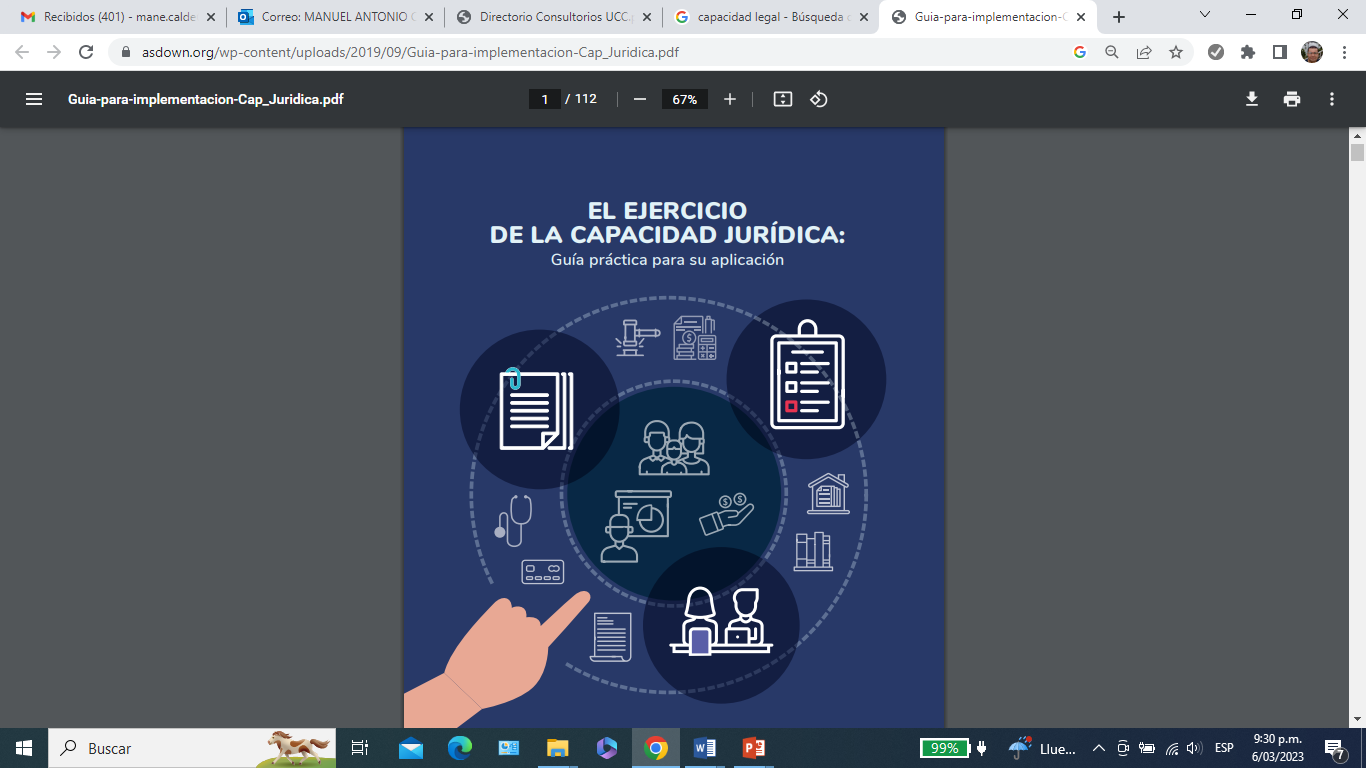 Recibidos (401) - mane.calde
Correo: MANUEL ANTONIO
Directorio Consultorios UCC.
capacidad legal - Búsqueda
Guia-para-implementacion-
asdown.org/wp-content/uploads/2019/09/Guia-para-implementacion-Cap_Juridica.pdf
Guia-para-implementacion-Cap_Juridica.pdf
1 / 112
67%
EL EJERCICIO
DE LA CAPACIDAD JURÍDICA:
Guía práctica para su aplicación
Buscar
99%
Llue...
ESP
9:30 p.m.
6/03/2023
7